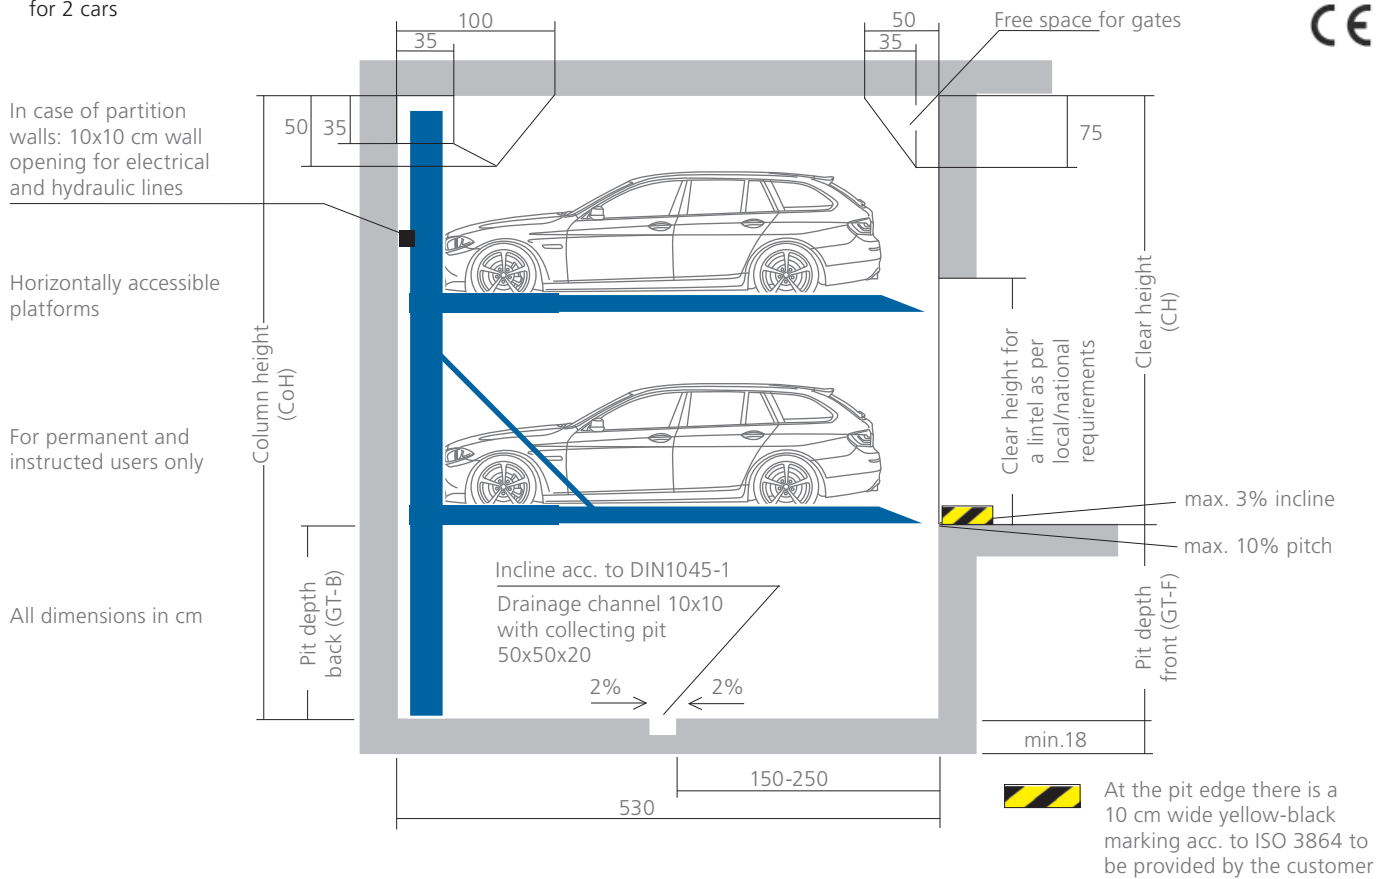 for 2 cars
100
35
50
35
Free space for gates
CE
In case of partition
walls: 10x10 cm wall
opening for electrical
and hydraulic lines
50
35
75
Horizontally accessible
platforms
Column height
(CoH)
Clear height for
a lintel as per
local/national
requirements
Clear height
(CH)
For permanent and
instructed users only
max. 3% incline
max. 10% pitch
Incline acc. to DIN1045-1
Drainage channel 10x10
with collecting pit
50x50x20
All dimensions in cm
Pit depth
back (GT-B)
Pit depth
front (GT-F)
2%
2%
min.18
150-250
530
At the pit edge there is a
10 cm wide yellow-black
marking acc. to ISO 3864 to
be provided by the customer